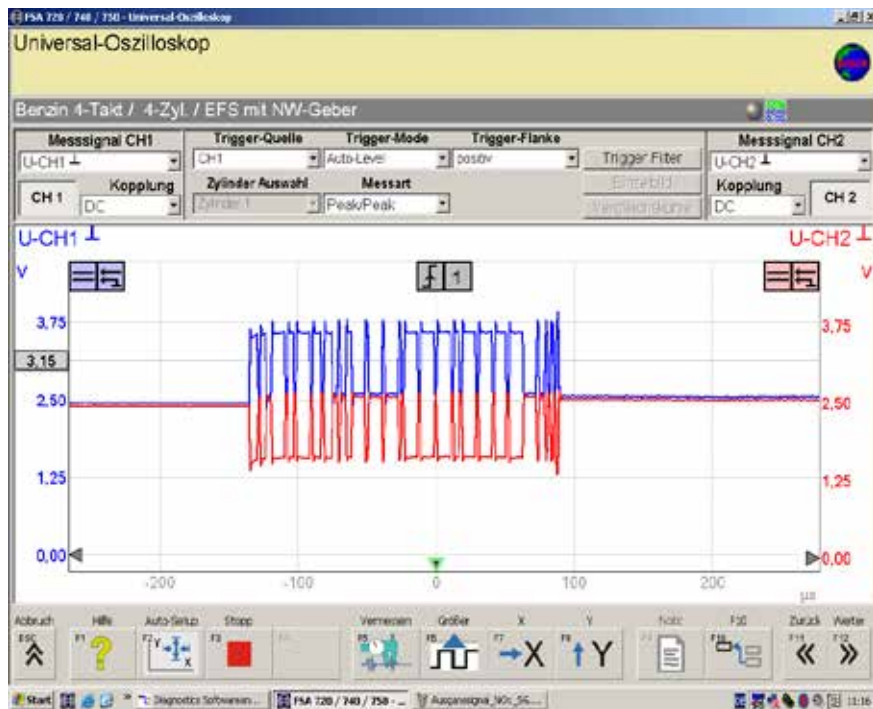 FSA 720 / 740 / 750 - Universal-Oszilloskop
Universal-Oszilloskop
Benzin 4-Takt / 4-Zyl. / EFS mit NW-Geber
Messsignal CH1
U-CH1 ⊥
CH 1
Kopplung
DC
Trigger-Quelle
CH1
Trigger-Mode
Auto-Level
Trigger-Flanke
positiv
Zylinder Auswahl
Zylinder 1
Messart
Peak/Peak
Trigger Filter
Messsignal CH2
U-CH2 ⊥
Kopplung
DC
CH 2
U-CH1 ⊥
U-CH2 ⊥
V
1
V
3,75
3,75
3,15
2,50
2,50
1,25
1,25
0,00
0,00
-200
-100
0
100
200
µs
Abbruch
Hilfe
Auto-Setup
Stopp
Vermessen
Größer
X
Y
Notiz
F10
Zurück
Weiter
ESC
F1
F2
Y
X
F3
F5
F6
F7
X
F8
Y
F11
F12
Start
FSA 720 / 740 / 750 - ...
11:16